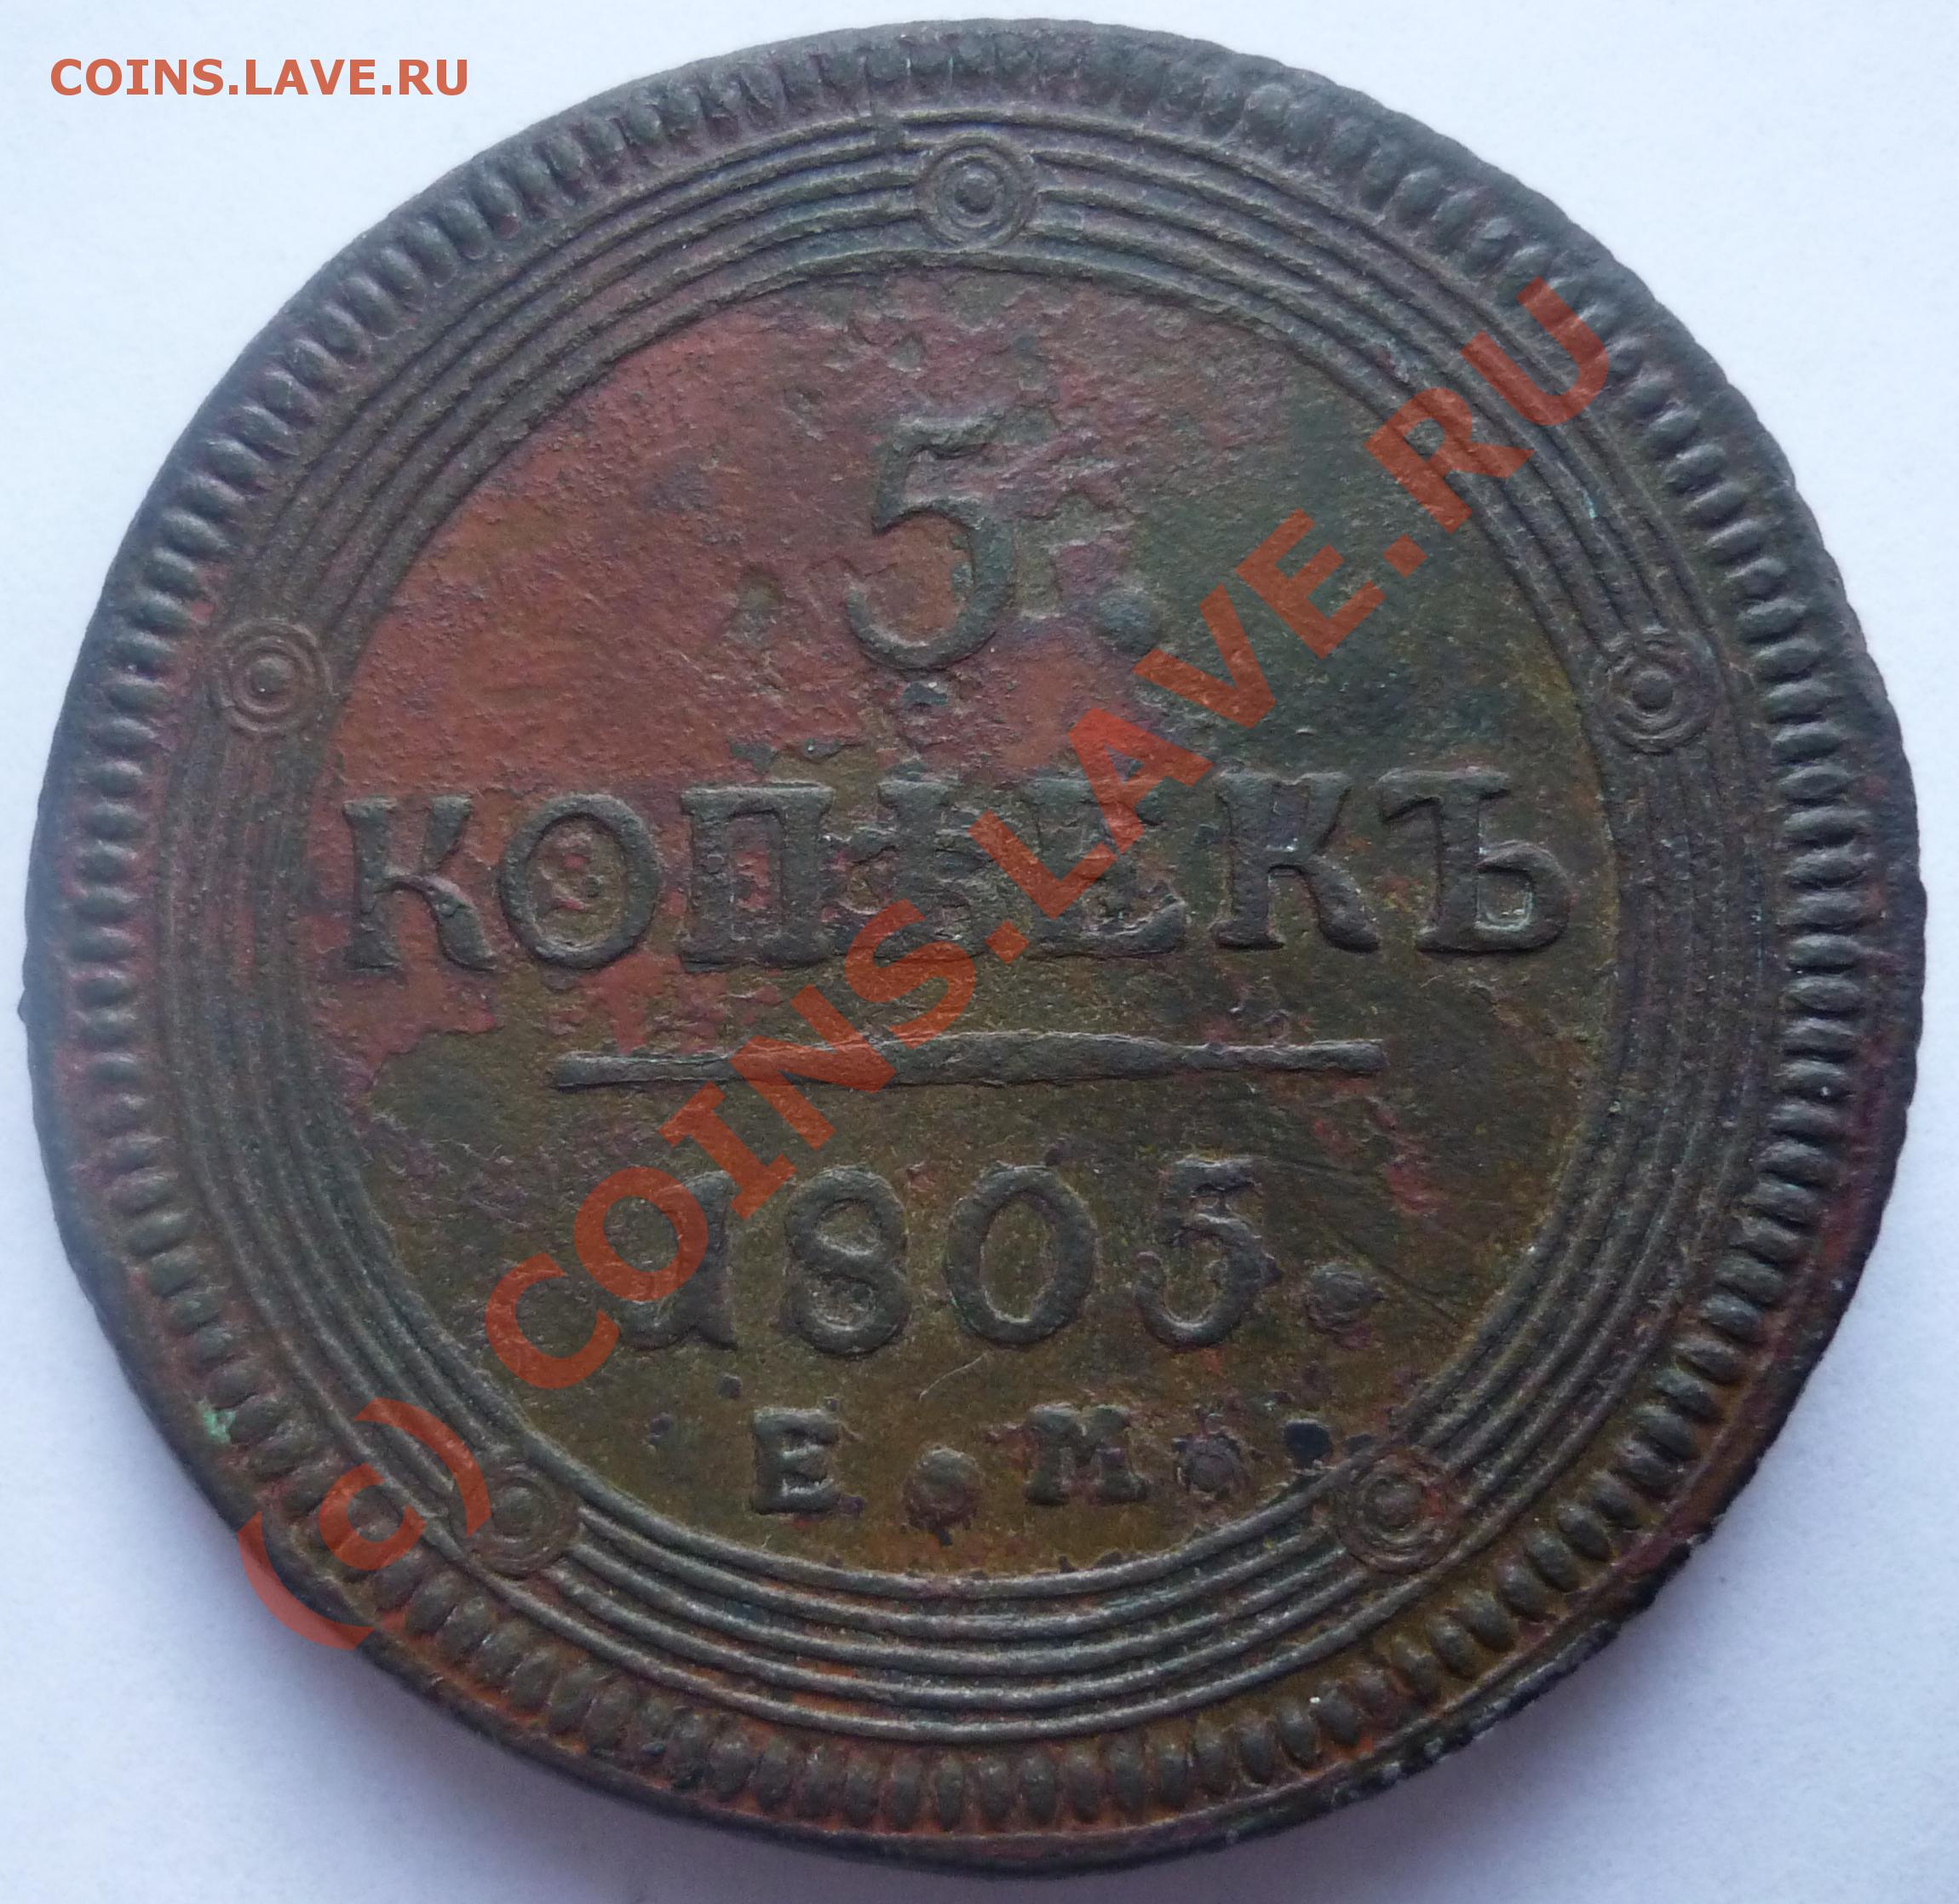 COINS.LAVE.RU
5.
КОПѢЕКЪ
1805.
Е.М.
(c) COINS.LAVE.RU